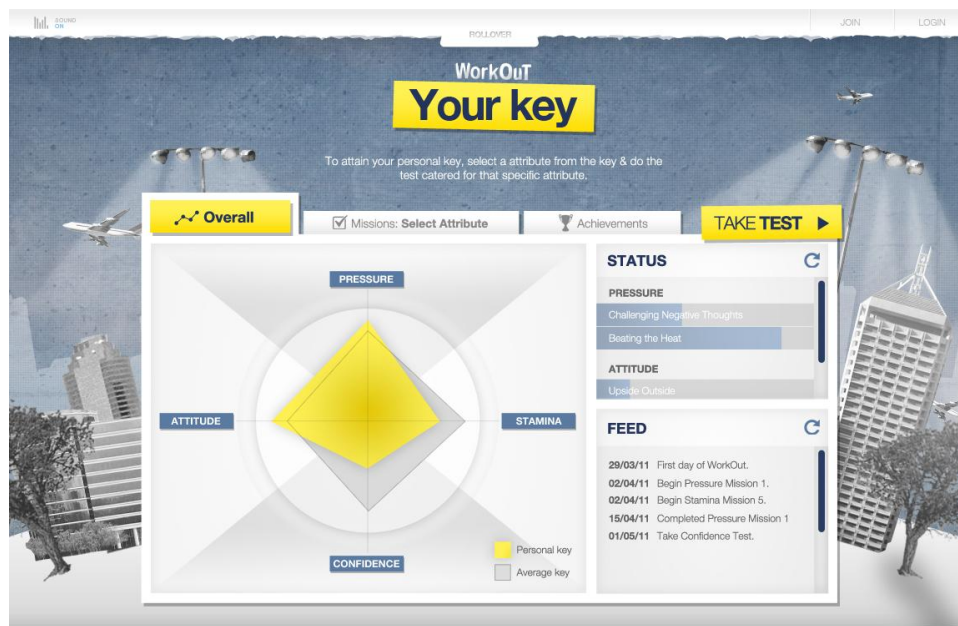 SOUND
ON
JOIN
LOGIN
ROLLOVER
WorkOuT
Your key
To attain your personal key, select a attribute from the key & do the
test catered for that specific attribute.
Overall
Missions: Select Attribute
Achievements
TAKE TEST
PRESSURE
ATTITUDE
STAMINA
CONFIDENCE
Personal key
Average key
STATUS
PRESSURE
Challenging Negative Thoughts
Beating the Heat
ATTITUDE
Upside Outside
FEED
29/03/11 First day of WorkOut.
02/04/11 Begin Pressure Mission 1.
02/04/11 Begin Stamina Mission 5.
15/04/11 Completed Pressure Mission 1
01/05/11 Take Confidence Test.